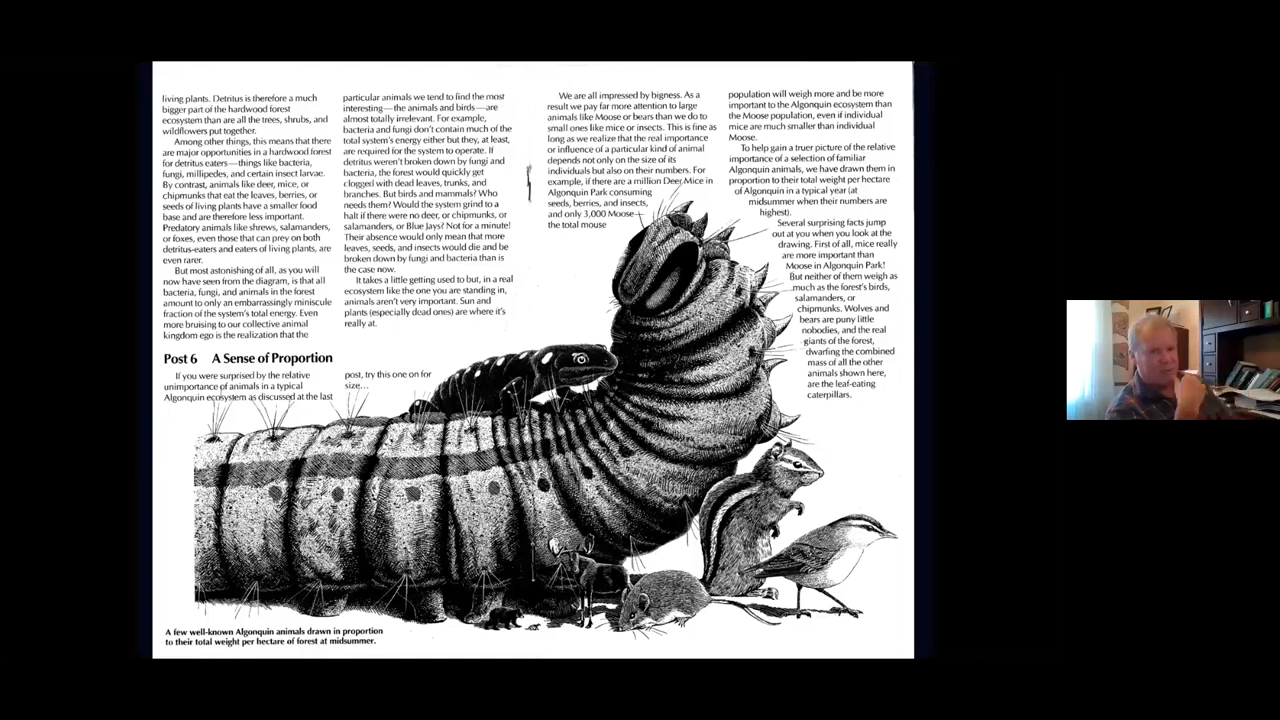 living plants. Detritus is therefore a much
bigger part of the hardwood forest
ecosystem than are all the trees, shrubs, and
wildflowers put together.
Among other things, this means that there
are major opportunities in a hardwood forest
for detritus eaters—things like bacteria,
fungi, millipedes, and certain insect larvae.
By contrast, animals like deer, mice, or
chipmunks that eat the leaves, berries, or
seeds of living plants have a smaller food
base and are therefore less important.
Predatory animals like shrews, salamanders,
or foxes, even those that can prey on both
detritus-eaters and eaters of living plants, are
even rarer.
But most astonishing of all, as you will
now have seen from the diagram, is that all
bacteria, fungi, and animals in the forest
amount to only an embarrassingly miniscule
fraction of the system's total energy. Even
more bruising to our collective animal
kingdom ego is the realization that the
particular animals we tend to find the most
interesting—the animals and birds—are
almost totally irrelevant. For example,
bacteria and fungi don't contain much of the
total system's energy either but they, at least,
are required for the system to operate. If
detritus weren't broken down by fungi and
bacteria, the forest would quickly get
clogged with dead leaves, trunks, and
branches. But birds and mammals? Who
needs them? Would the system grind to a
halt if there were no deer, or chipmunks, or
salamanders, or Blue Jays? Not for a minute!
Their absence would only mean that more
leaves, seeds, and insects would die and be
broken down by fungi and bacteria than is
the case now.
It takes a little getting used to but, in a real
ecosystem like the one you are standing in,
animals aren't very important. Sun and
plants (especially dead ones) are where it's
really at.
Post 6 A Sense of Proportion
If you were surprised by the relative
unimportance of animals in a typical
Algonquin ecosystem as discussed at the last
post, try this one on for
size...
We are all impressed by bigness. As a
result we pay far more attention to large
animals like Moose or bears than we do to
small ones like mice or insects. This is fine as
long as we realize that the real importance
or influence of a particular kind of animal
depends not only on the size of its
individuals but also on their numbers. For
example, if there are a million Deer Mice in
Algonquin Park consuming
seeds, berries, and insects,
and only 3,000 Moose
the total mouse
population will weigh more and be more
important to the Algonquin ecosystem than
the Moose population, even if individual
mice are much smaller than individual
Moose.
To help gain a truer picture of the relative
importance of a selection of familiar
Algonquin animals, we have drawn them in
proportion to their total weight per hectare
of Algonquin in a typical year (at
midsummer when their numbers are
highest).
Several surprising facts jump
out at you when you look at the
drawing. First of all, mice really
are more important than
Moose in Algonquin Park!
But neither of them weigh as
much as the forest's birds,
salamanders, or
chipmunks. Wolves and
bears are puny little
nobodies, and the real
giants of the forest,
dwarfing the combined
mass of all the other
animals shown here,
are the leaf-eating
caterpillars.
A few well-known Algonquin animals drawn in proportion
to their total weight per hectare of forest at midsummer.